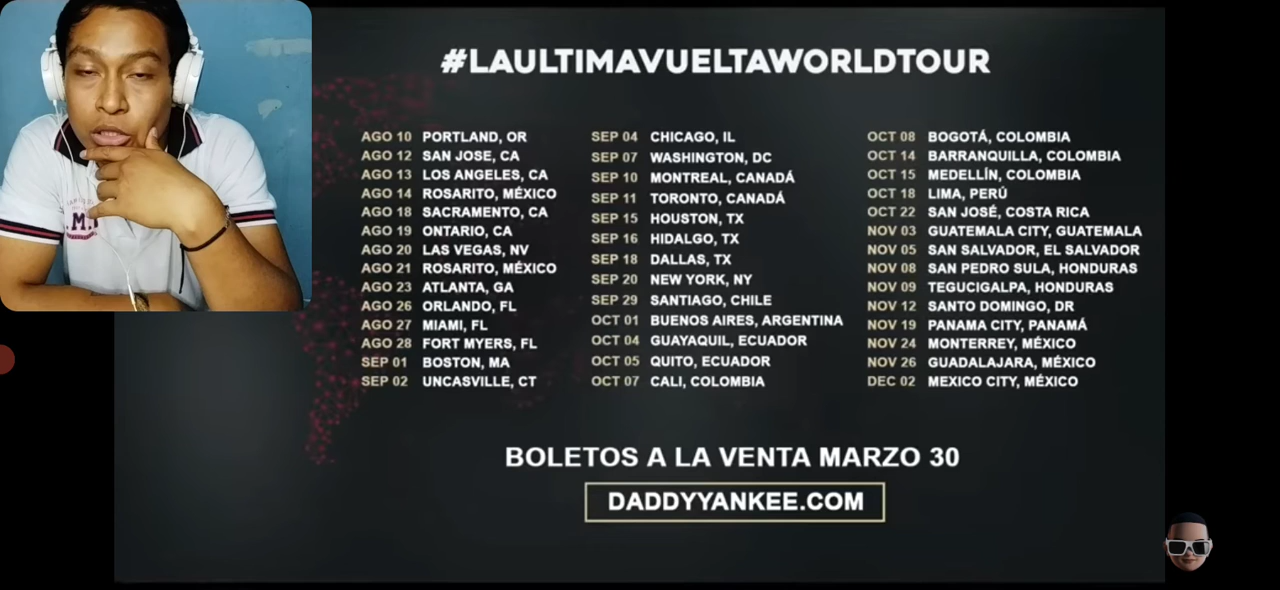 #LAULTIMAVUELTAWORLDTOUR
AGO 10 PORTLAND, OR
AGO 12 SAN JOSE, CA
AGO 13 LOS ANGELES, CA
AGO 14 ROSARITO, MÉXICO
AGO 18 SACRAMENTO, CA
AGO 19 ONTARIO, CA
AGO 20 LAS VEGAS, NV
AGO 21 ROSARITO, MÉXICO
AGO 23 ATLANTA, GA
AGO 26 ORLANDO, FL
AGO 27 MIAMI, FL
AGO 28 FORT MYERS, FL
SEP 01 BOSTON, MA
SEP 02 UNCASVILLE, CT
SEP 04 CHICAGO, IL
SEP 07 WASHINGTON, DC
SEP 10 MONTREAL, CANADÁ
SEP 11 TORONTO, CANADÁ
SEP 15 HOUSTON, TX
SEP 16 HIDALGO, TX
SEP 18 DALLAS, TX
SEP 20 NEW YORK, NY
SEP 29 SANTIAGO, CHILE
OCT 01 BUENOS AIRES, ARGENTINA
OCT 04 GUAYAQUIL, ECUADOR
OCT 05 QUITO, ECUADOR
OCT 07 CALI, COLOMBIA
OCT 08 BOGOTÁ, COLOMBIA
OCT 14 BARRANQUILLA, COLOMBIA
OCT 15 MEDELLÍN, COLOMBIA
OCT 18 LIMA, PERÚ
OCT 22 SAN JOSÉ, COSTA RICA
NOV 03 GUATEMALA CITY, GUATEMALA
NOV 05 SAN SALVADOR, EL SALVADOR
NOV 08 SAN PEDRO SULA, HONDURAS
NOV 09 TEGUCIGALPA, HONDURAS
NOV 12 SANTO DOMINGO, DR
NOV 19 PANAMA CITY, PANAMÁ
NOV 24 MONTERREY, MÉXICO
NOV 26 GUADALAJARA, MÉXICO
DEC 02 MEXICO CITY, MÉXICO
BOLETOS A LA VENTA MARZO 30
DADDYYANKEE.COM